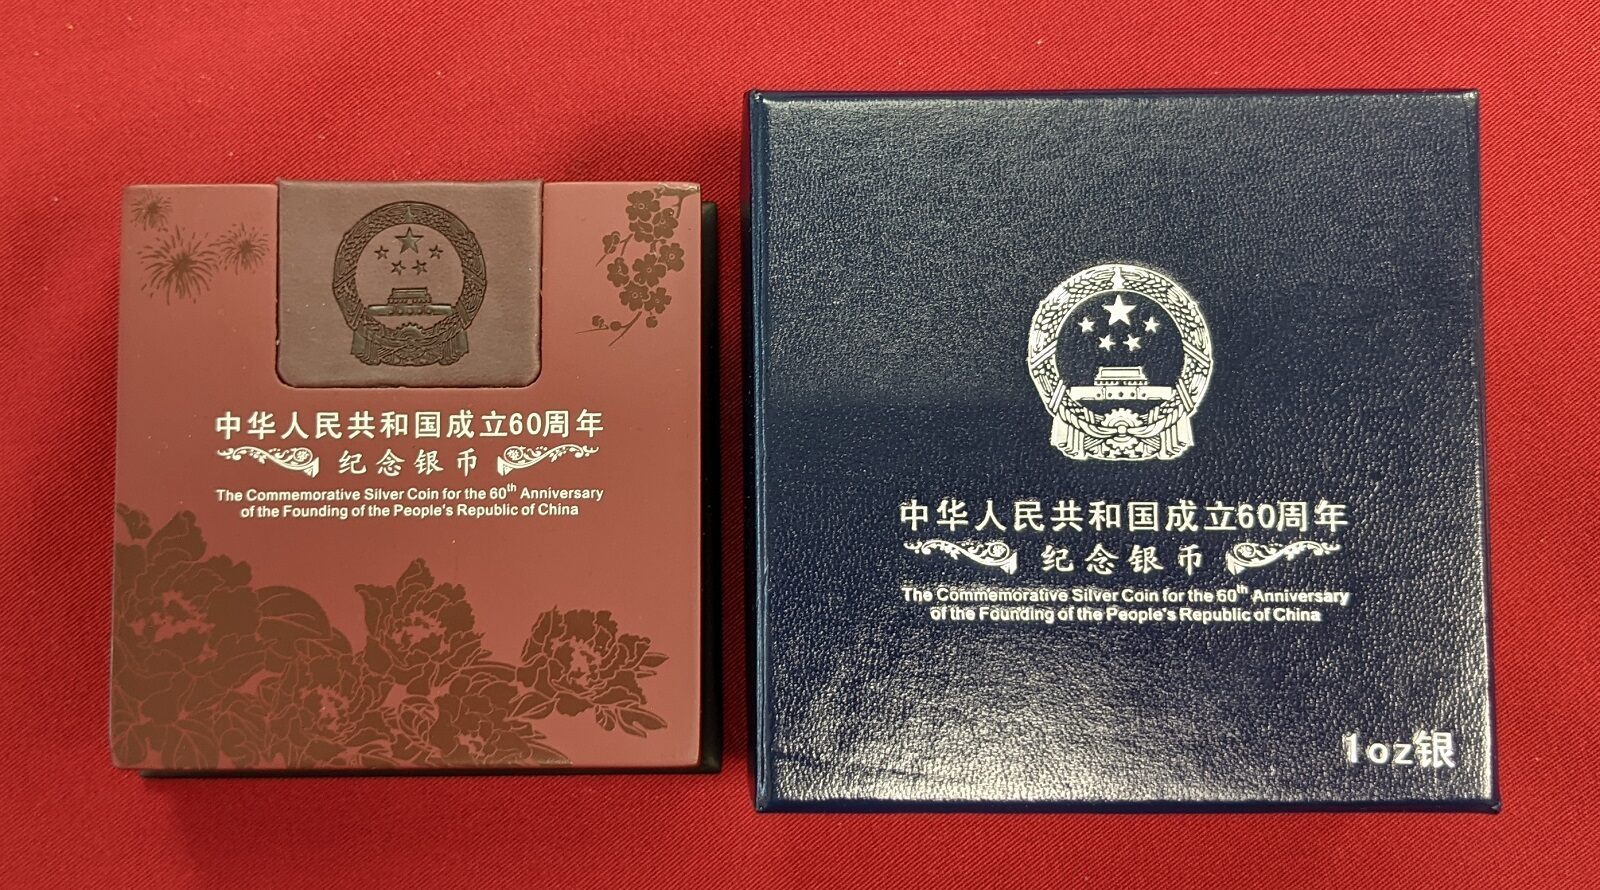 中华人民共和国成立60周年
纪念银币
The Commemorative Silver Coin for the 60th Anniversary
of the Founding of the People's Republic of China
中华人民共和国成立60周年
纪念银币
The Commemorative Silver Coin for the 60th Anniversary
of the Founding of the People's Republic of China
1oz银